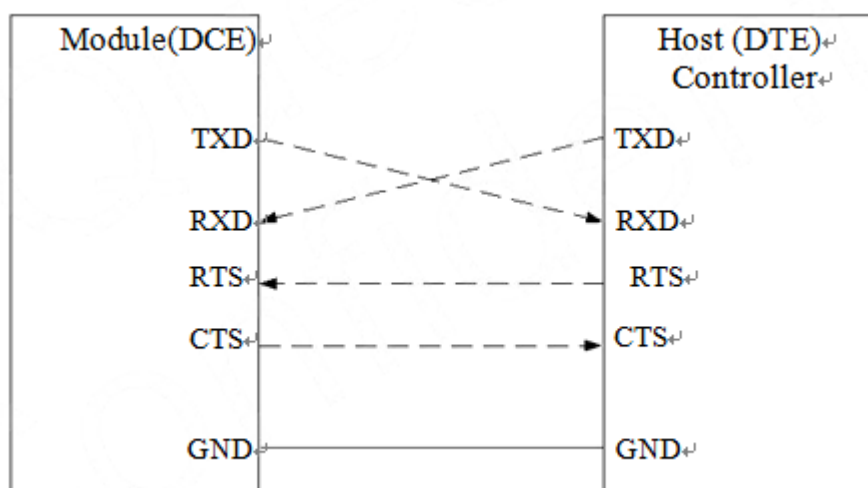 Module(DCE)↵
Host (DTE)↵
Controller↵
TXD↵
TXD↵
RXD↵
RXD↵
RTS↵
RTS↵
CTS↵
CTS↵
GND↵
GND↵